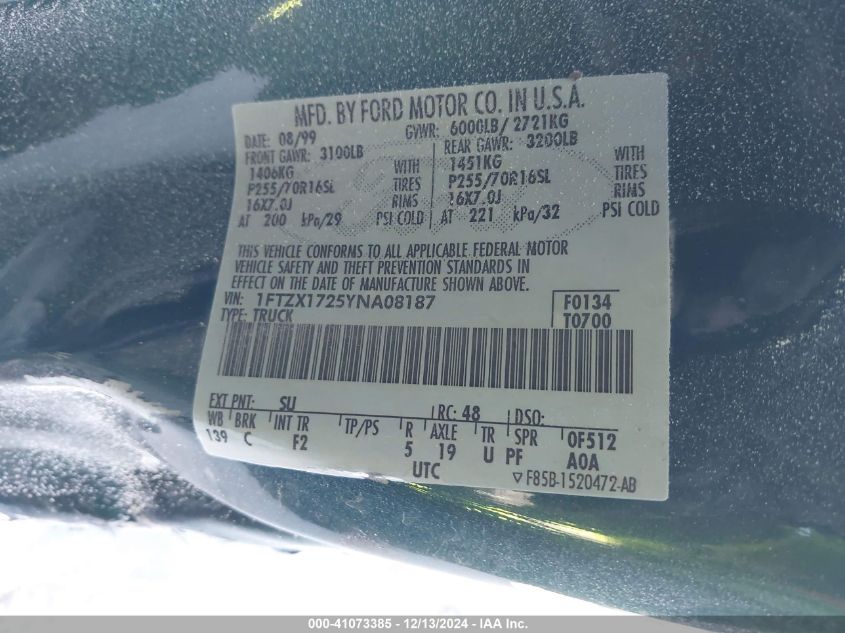 MFD. BY FORD MOTOR CO. IN U.S.A.
DATE: 08/99 GVWR: 6000LB/ 2721KG
FRONT GAWR: 3100LB REAR GAWR: 3200LB
1406KG WITH 1451KG WITH
P255/70R16SL TIRES P255/70R16SL TIRES
16X7.0J RIMS 16X7.0J RIMS
AT 200 kPa/29 PSI COLD AT 221 kPa/32 PSI COLD
THIS VEHICLE CONFORMS TO ALL APPLICABLE FEDERAL MOTOR
VEHICLE SAFETY AND THEFT PREVENTION STANDARDS IN
EFFECT ON THE DATE OF MANUFACTURE SHOWN ABOVE.
VIN: 1FTZX1725YNA08187 F0134
TYPE: TRUCK T0700
EXT PNT: SU RC: 48 DSO:
WB BRK INT TR TP/PS R AXLE TR SPR 0F512
139 C F2 5 19 U PF A0A
UTC ▽F85B-1520472-AB
000-41073385 - 12/13/2024 - IAA Inc.